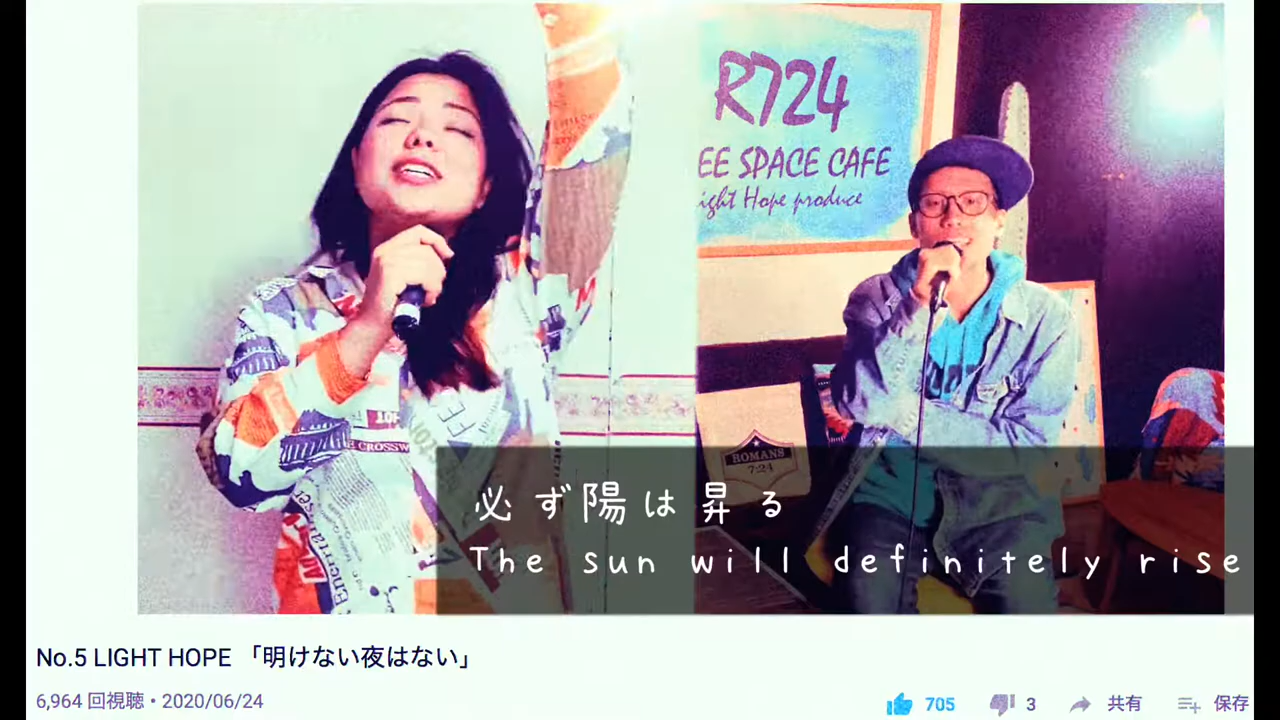 R724
EE SPACE CAFE
ight Hope produce
ROMANS
7:24
E CROSSW
必ず陽は昇る
The sun will definitely rise
No.5 LIGHT HOPE 「明けない夜はない」
6,964 回視聴・2020/06/24
705
3
共有
保存